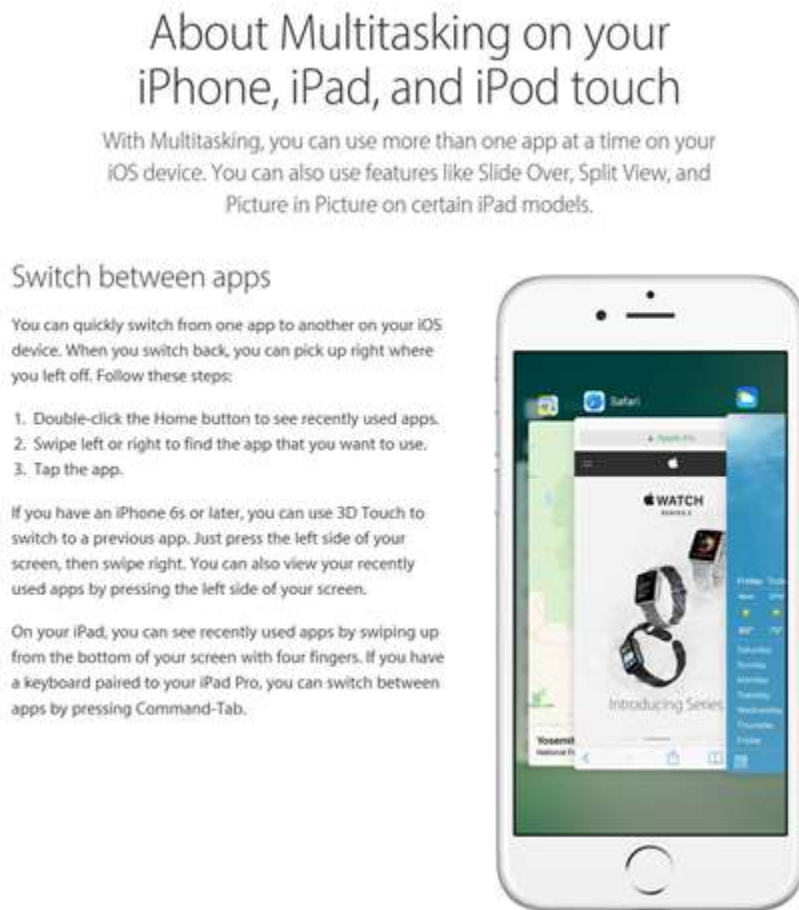 About Multitasking on your
iPhone, iPad, and iPod touch
With Multitasking, you can use more than one app at a time on your
iOS device. You can also use features like Slide Over, Split View, and
Picture in Picture on certain iPad models.
Switch between apps
You can quickly switch from one app to another on your iOS
device. When you switch back, you can pick up right where
you left off. Follow these steps:
1. Double-click the Home button to see recently used apps.
2. Swipe left or right to find the app that you want to use.
3. Tap the app.
If you have an iPhone 6s or later, you can use 3D Touch to
switch to a previous app. Just press the left side of your
screen, then swipe right. You can also view your recently
used apps by pressing the left side of your screen.
On your iPad, you can see recently used apps by swiping up
from the bottom of your screen with four fingers. If you have
a keyboard paired to your iPad Pro, you can switch between
apps by pressing Command-Tab.
Safari
WATCH
Introducing Series
Friday
Saturday
Sunday
Monday
Tuesday
Wednesday
Thursday
Friday